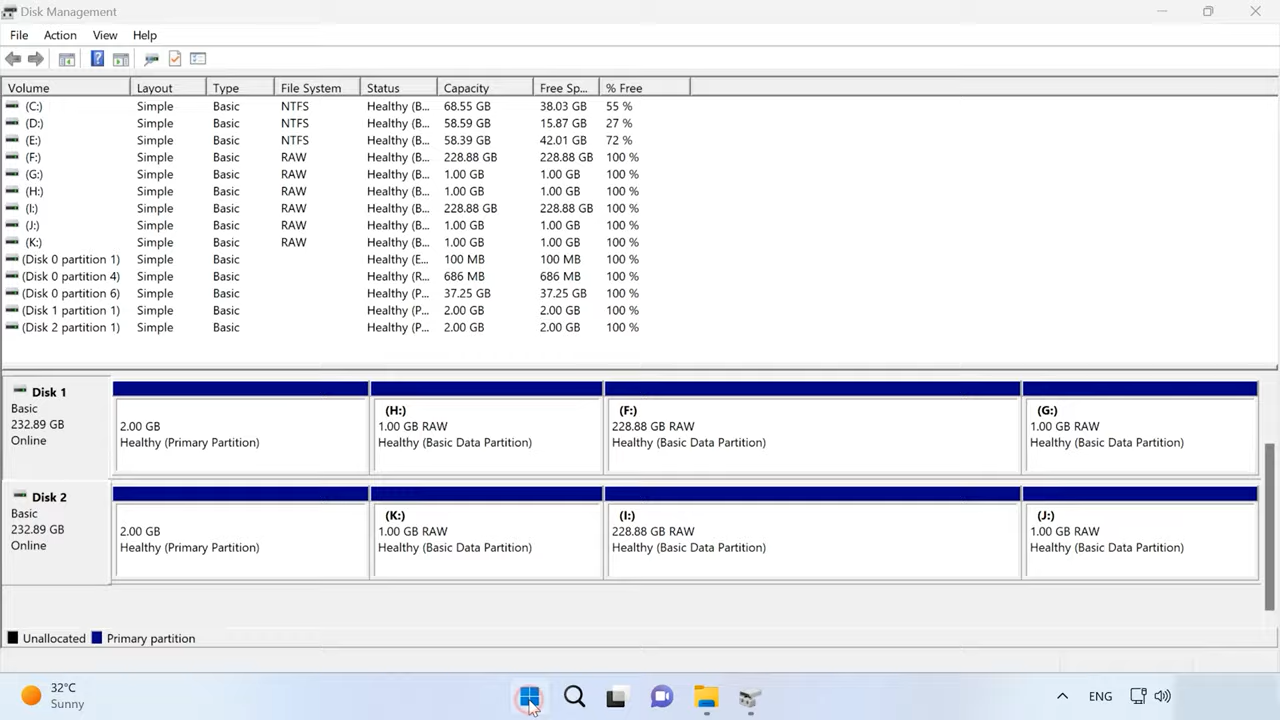 Disk Management
File Action View Help
Volume Layout Type File System Status Capacity Free Sp... % Free
(C:) Simple Basic NTFS Healthy (B... 68.55 GB 38.03 GB 55 %
(D:) Simple Basic NTFS Healthy (B... 58.59 GB 15.87 GB 27 %
(E:) Simple Basic NTFS Healthy (B... 58.39 GB 42.01 GB 72 %
(F:) Simple Basic RAW Healthy (B... 228.88 GB 228.88 GB 100 %
(G:) Simple Basic RAW Healthy (B... 1.00 GB 1.00 GB 100 %
(H:) Simple Basic RAW Healthy (B... 1.00 GB 1.00 GB 100 %
(I:) Simple Basic RAW Healthy (B... 228.88 GB 228.88 GB 100 %
(J:) Simple Basic RAW Healthy (B... 1.00 GB 1.00 GB 100 %
(K:) Simple Basic RAW Healthy (B... 1.00 GB 1.00 GB 100 %
(Disk 0 partition 1) Simple Basic Healthy (E... 100 MB 100 MB 100 %
(Disk 0 partition 4) Simple Basic Healthy (R... 686 MB 686 MB 100 %
(Disk 0 partition 6) Simple Basic Healthy (P... 37.25 GB 37.25 GB 100 %
(Disk 1 partition 1) Simple Basic Healthy (P... 2.00 GB 2.00 GB 100 %
(Disk 2 partition 1) Simple Basic Healthy (P... 2.00 GB 2.00 GB 100 %
Disk 1
Basic
232.89 GB
Online
2.00 GB
Healthy (Primary Partition)
(H:)
1.00 GB RAW
Healthy (Basic Data Partition)
(F:)
228.88 GB RAW
Healthy (Basic Data Partition)
(G:)
1.00 GB RAW
Healthy (Basic Data Partition)
Disk 2
Basic
232.89 GB
Online
2.00 GB
Healthy (Primary Partition)
(K:)
1.00 GB RAW
Healthy (Basic Data Partition)
(I:)
228.88 GB RAW
Healthy (Basic Data Partition)
(J:)
1.00 GB RAW
Healthy (Basic Data Partition)
Unallocated Primary partition
32°C
Sunny
ENG